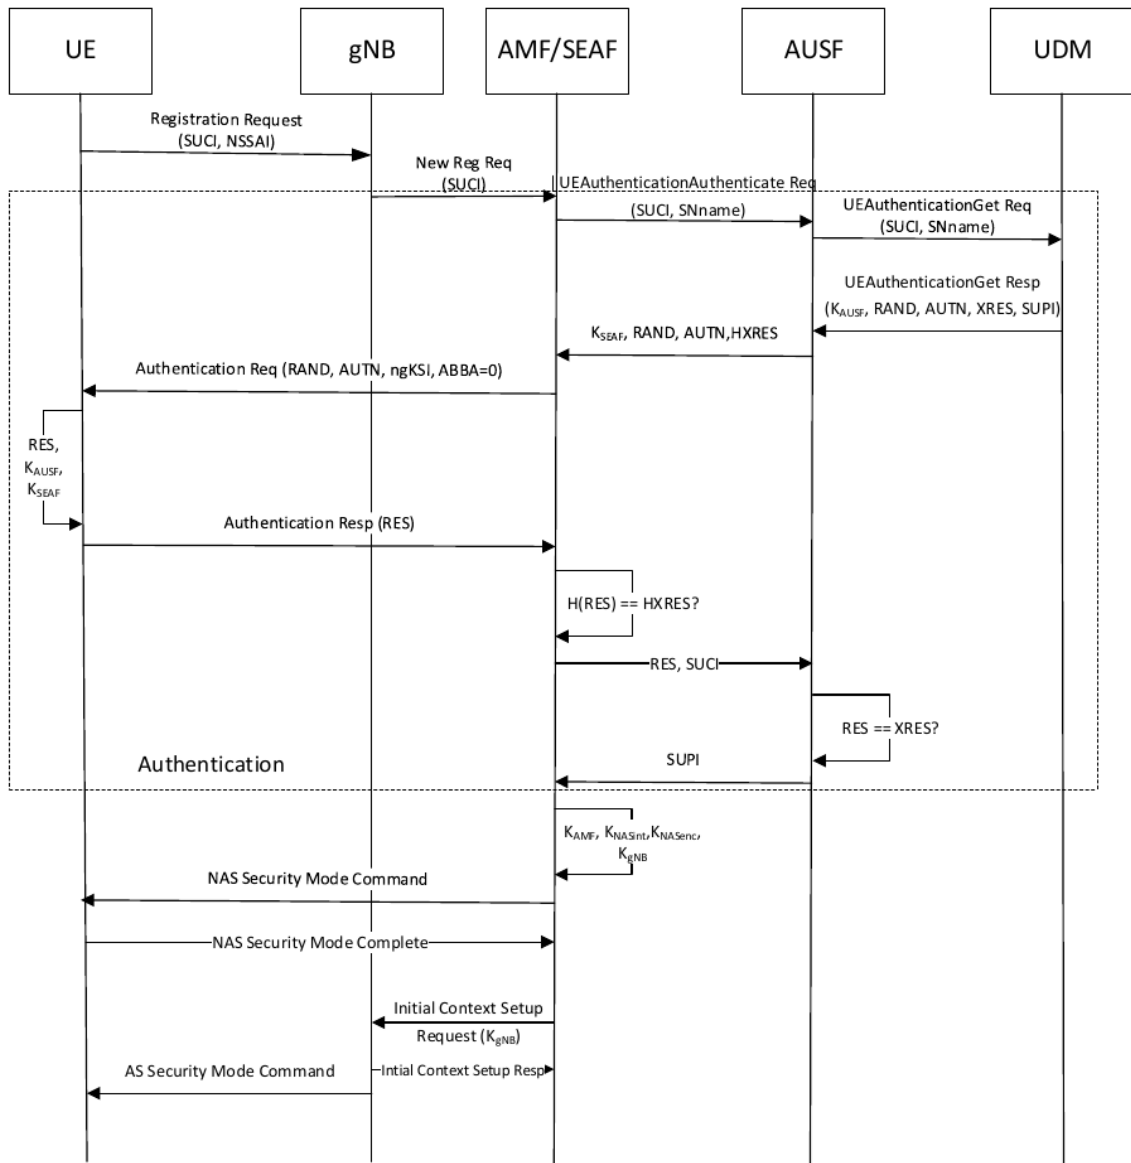 UE
gNB
AMF/SEAF
AUSF
UDM
Registration Request
(SUCI, NSSAI)
New Reg Req
(SUCI)
UEAuthenticationAuthenticate Req
(SUCI, SNname)
UEAuthenticationGet Req
(SUCI, SNname)
UEAuthenticationGet Resp
(KAUSF, RAND, AUTN, XRES, SUPI)
KSEAF, RAND, AUTN,HXRES
Authentication Req (RAND, AUTN, ngKSI, ABBA=0)
RES,
KAUSF,
KSEAF
Authentication Resp (RES)
H(RES) == HXRES?
RES, SUCI
RES == XRES?
SUPI
Authentication
KAMF, KNASint,KNASenc,
KgNB
NAS Security Mode Command
NAS Security Mode Complete
Initial Context Setup
Request (KgNB)
AS Security Mode Command
Intial Context Setup Resp